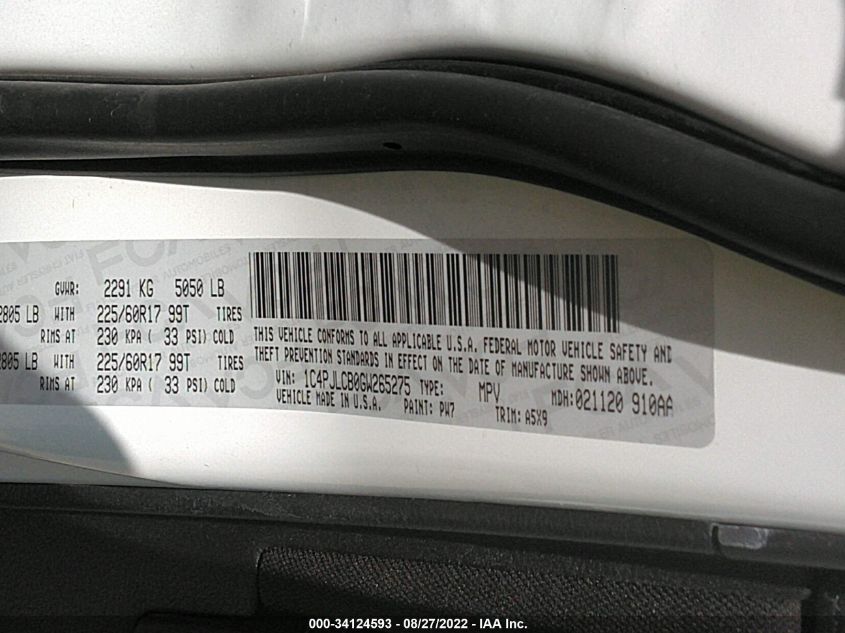 GVWR: 2291 KG 5050 LB
2805 LB WITH 225/60R17 99T TIRES
RIMS AT 230 KPA ( 33 PSI) COLD
2805 LB WITH 225/60R17 99T TIRES
RIMS AT 230 KPA ( 33 PSI) COLD
THIS VEHICLE CONFORMS TO ALL APPLICABLE U.S.A. FEDERAL MOTOR VEHICLE SAFETY AND
THEFT PREVENTION STANDARDS IN EFFECT ON THE DATE OF MANUFACTURE SHOWN ABOVE.
VIN: 1C4PJLCB0GW265275 TYPE: MPV MDH:021120 910AA
VEHICLE MADE IN U.S.A. PAINT: PW7 TRIM: A5X9
000-34124593 - 08/27/2022 - IAA Inc.